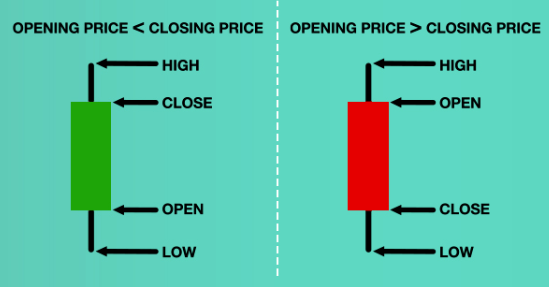 OPENING PRICE < CLOSING PRICE
HIGH
CLOSE
OPEN
LOW
OPENING PRICE > CLOSING PRICE
HIGH
OPEN
CLOSE
LOW